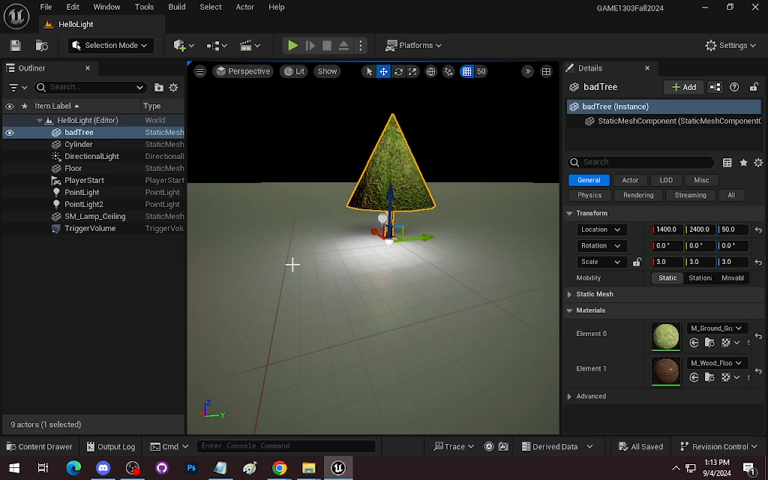 File Edit Window Tools Build Select Actor Help
GAME1303Fall2024
HelloLight
Selection Mode
Platforms
Settings
Outliner
Search...
Item Label
Type
HelloLight (Editor) World
badTree StaticMesh
Cylinder StaticMesh
DirectionalLight Directional
Floor StaticMesh
PlayerStart PlayerStart
PointLight PointLight
PointLight2 PointLight
SM_Lamp_Ceiling StaticMesh
TriggerVolume TriggerVolu
9 actors (1 selected)
Perspective
Lit
Show
50
Z
Y
Details
badTree
Add
badTree (Instance)
StaticMeshComponent (StaticMeshComponent
Search
General Actor LOD Misc
Physics Rendering Streaming All
Transform
Location 1400.0 2400.0 50.0
Rotation 0.0 ° 0.0 ° 0.0 °
Scale 3.0 3.0 3.0
Mobility Static Station Movabl
Static Mesh
Materials
Element 0 M_Ground_Gra
Element 1 M_Wood_Floo
Advanced
Content Drawer
Output Log
Cmd
Enter Console Command
Trace
Derived Data
All Saved
Revision Control
Ps
1:13 PM
9/4/2024
1